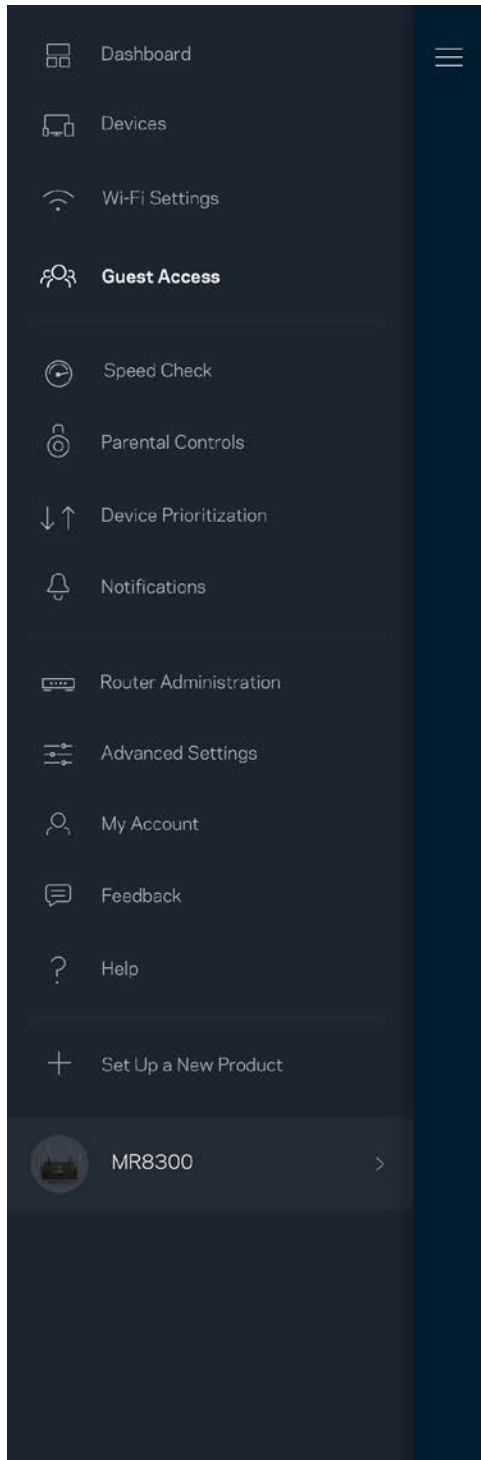 Dashboard
Devices
Wi-Fi Settings
Guest Access
Speed Check
Parental Controls
Device Prioritization
Notifications
Router Administration
Advanced Settings
My Account
Feedback
Help
Set Up a New Product
MR8300